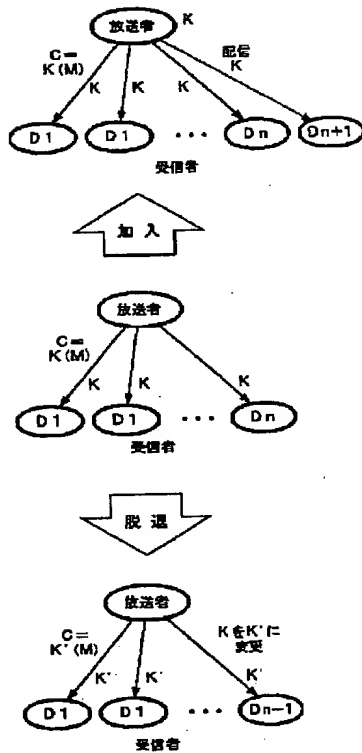 放送者 K
C=
K(M)
配信
K
K K K
D1 D1 ・・・ Dn Dn+1
受信者
加入
放送者
C=
K(M)
K K K
D1 D1 ・・・ Dn
受信者
脱退
放送者
C=
K'(M)
KをK'に
変更
K' K' K'
D1 D1 ・・・ Dn-1
受信者